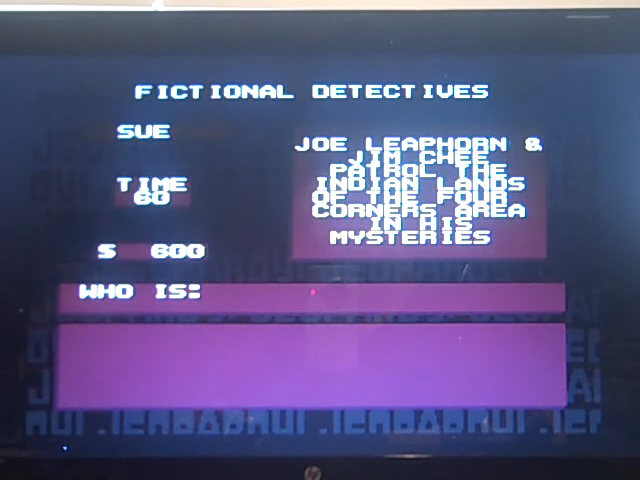 FICTIONAL DETECTIVES
SUE
TIME
60
$ 600
JOE LEAPHORN &
JIM CHEE
PATROL THE
INDIAN LANDS
OF THE FOUR
CORNERS AREA
IN HIS
MYSTERIES
WHO IS:
hp